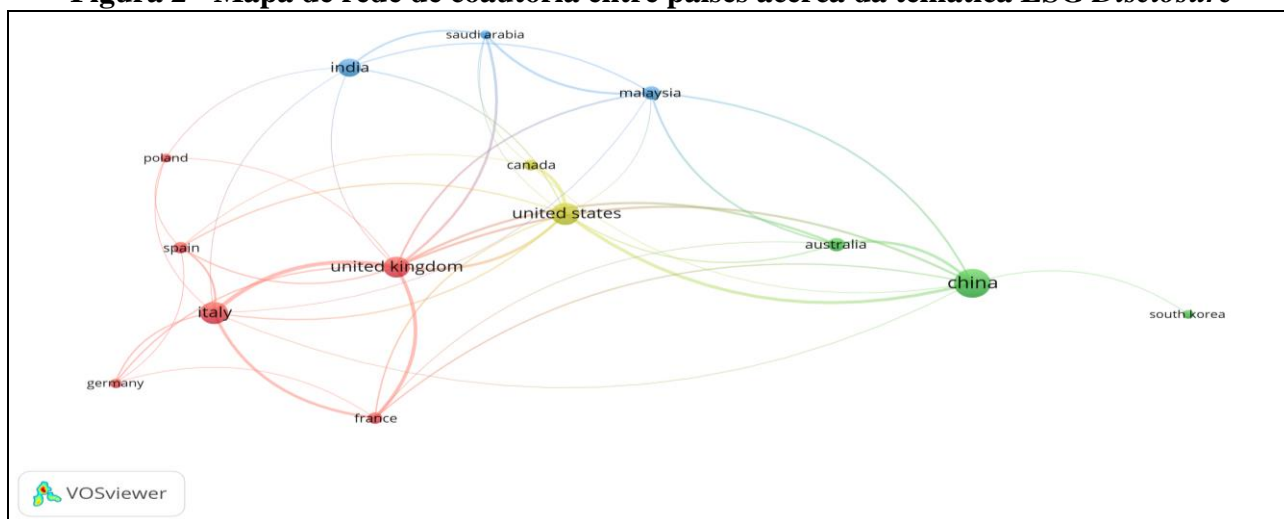 Figura 2 - Mapa de rede de coautoria entre países acerca da temática ESG Disclosure
saudi arabia
india
malaysia
poland
canada
united states
spain
australia
united kingdom
china
italy
south korea
germany
france
VOSviewer